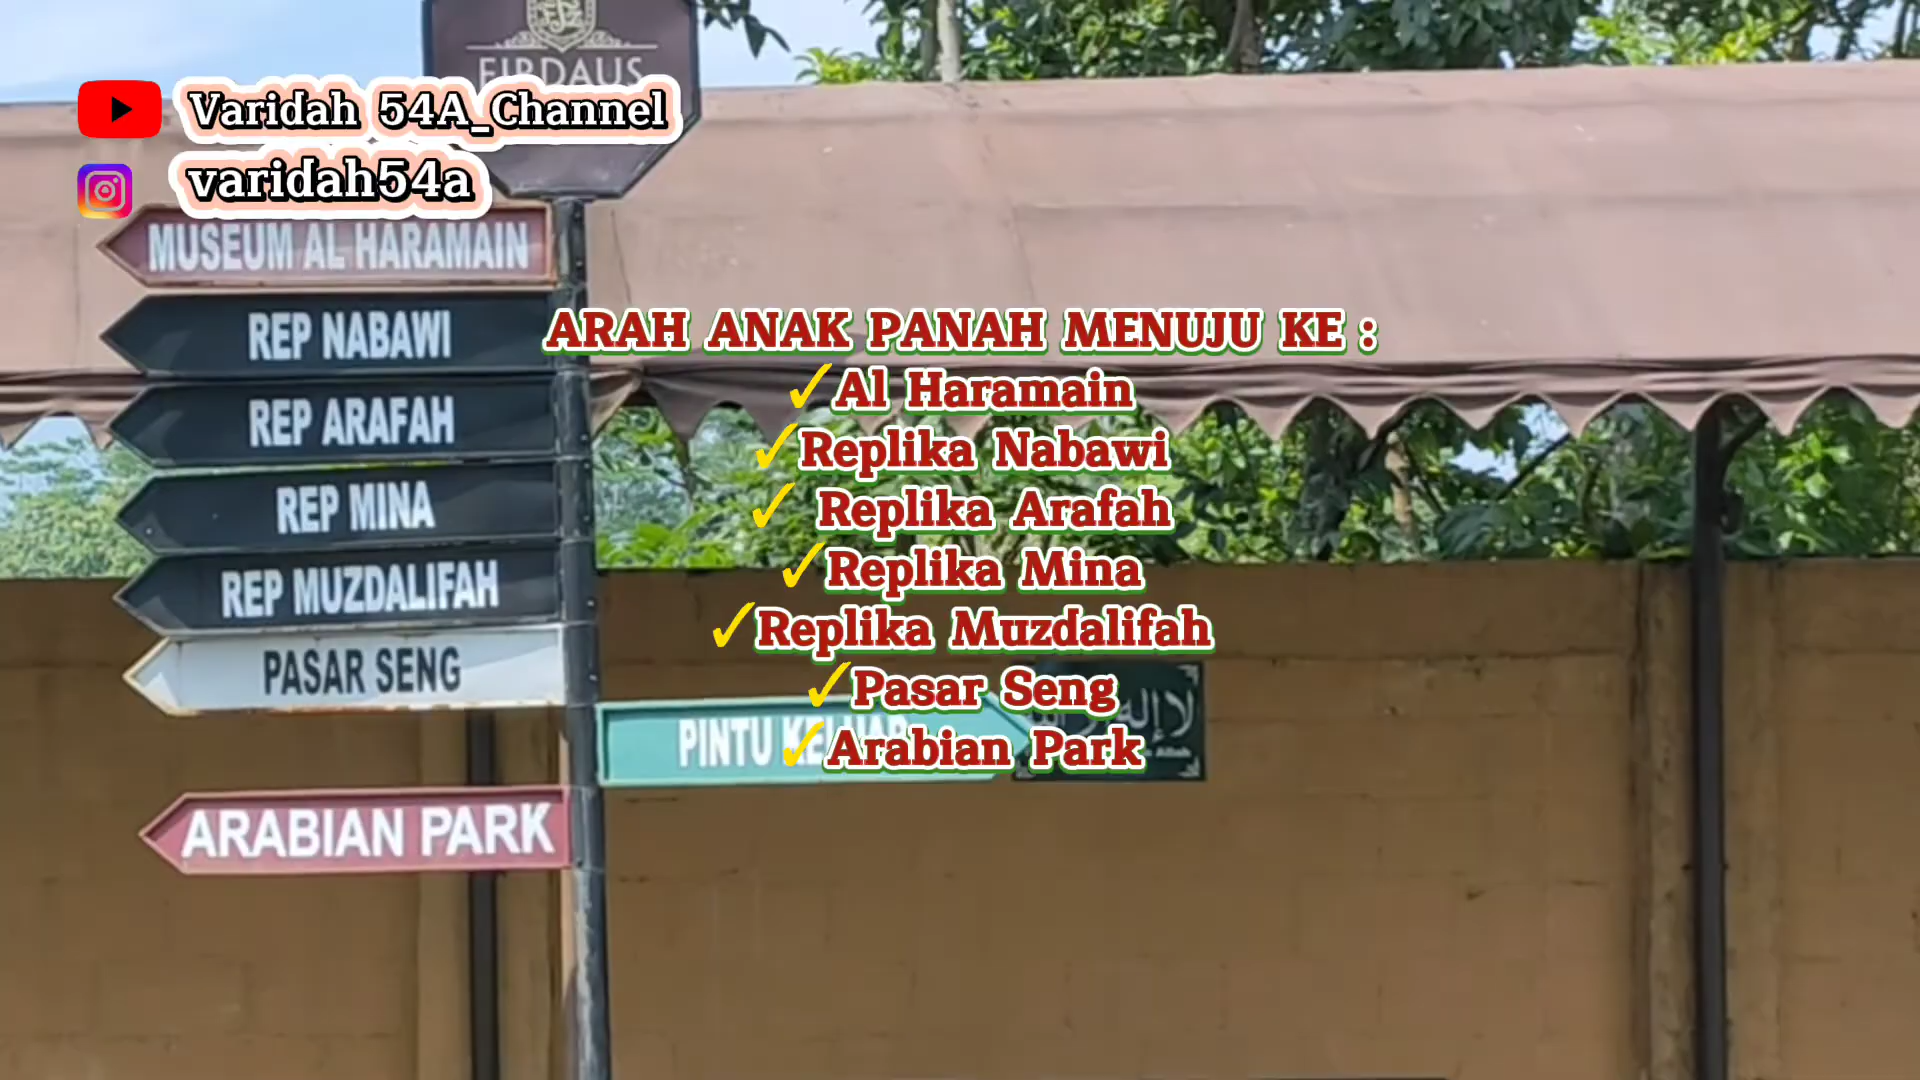 FIRDAUS
Varidah 54A_Channel
varidah54a
MUSEUM AL HARAMAIN
REP NABAWI
REP ARAFAH
REP MINA
REP MUZDALIFAH
PASAR SENG
PINTU KELUAR
ARABIAN PARK
ARAH ANAK PANAH MENUJU KE :
✓Al Haramain
✓Replika Nabawi
✓ Replika Arafah
✓Replika Mina
✓Replika Muzdalifah
✓Pasar Seng
✓Arabian Park